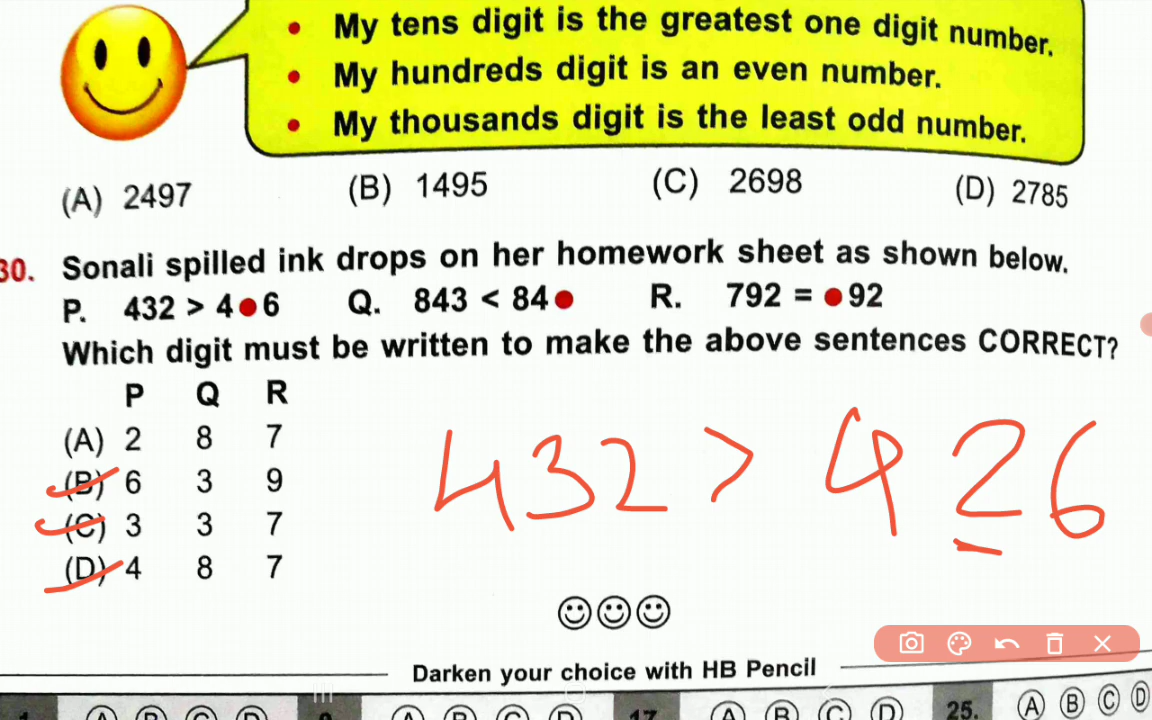 • My tens digit is the greatest one digit number.
• My hundreds digit is an even number.
• My thousands digit is the least odd number.
(A) 2497 (B) 1495 (C) 2698 (D) 2785
30. Sonali spilled ink drops on her homework sheet as shown below.
P. 432 > 4●6 Q. 843 < 84● R. 792 = ●92
Which digit must be written to make the above sentences CORRECT?
P Q R
(A) 2 8 7
(B) 6 3 9
(C) 3 3 7
(D) 4 8 7
432 > 426
Darken your choice with HB Pencil
17 A B C D 25. A B C D